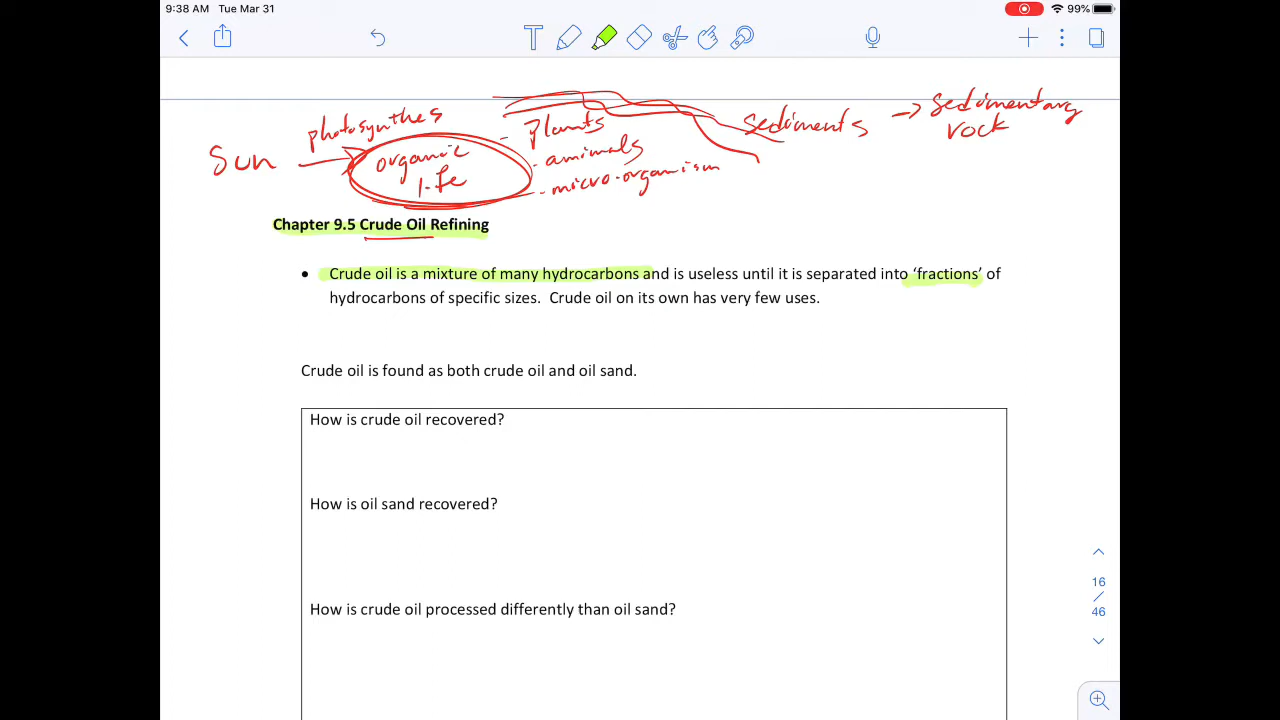 9:38 AM Tue Mar 31
99%
photosynthes
Sun
organic
life
- plants
- animals
- micro-organism
sediments
→ sedimentary
rock
Chapter 9.5 Crude Oil Refining
• Crude oil is a mixture of many hydrocarbons and is useless until it is separated into ‘fractions’ of
hydrocarbons of specific sizes. Crude oil on its own has very few uses.
Crude oil is found as both crude oil and oil sand.
How is crude oil recovered?
How is oil sand recovered?
How is crude oil processed differently than oil sand?
16
/
46